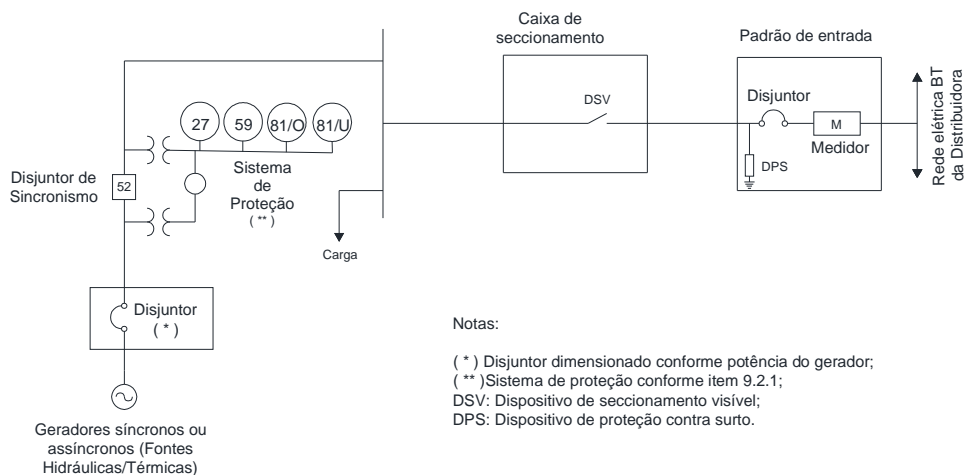 Caixa de
seccionamento
Padrão de entrada
DSV
Disjuntor
M
Medidor
DPS
Rede elétrica BT
da Distribuidora
27
59
81/O
81/U
Sistema
de
Proteção
( ** )
Disjuntor de
Sincronismo
52
Carga
Disjuntor
( * )
Geradores síncronos ou
assíncronos (Fontes
Hidráulicas/Térmicas)
Notas:
( * ) Disjuntor dimensionado conforme potência do gerador;
( ** )Sistema de proteção conforme item 9.2.1;
DSV: Dispositivo de seccionamento visível;
DPS: Dispositivo de proteção contra surto.